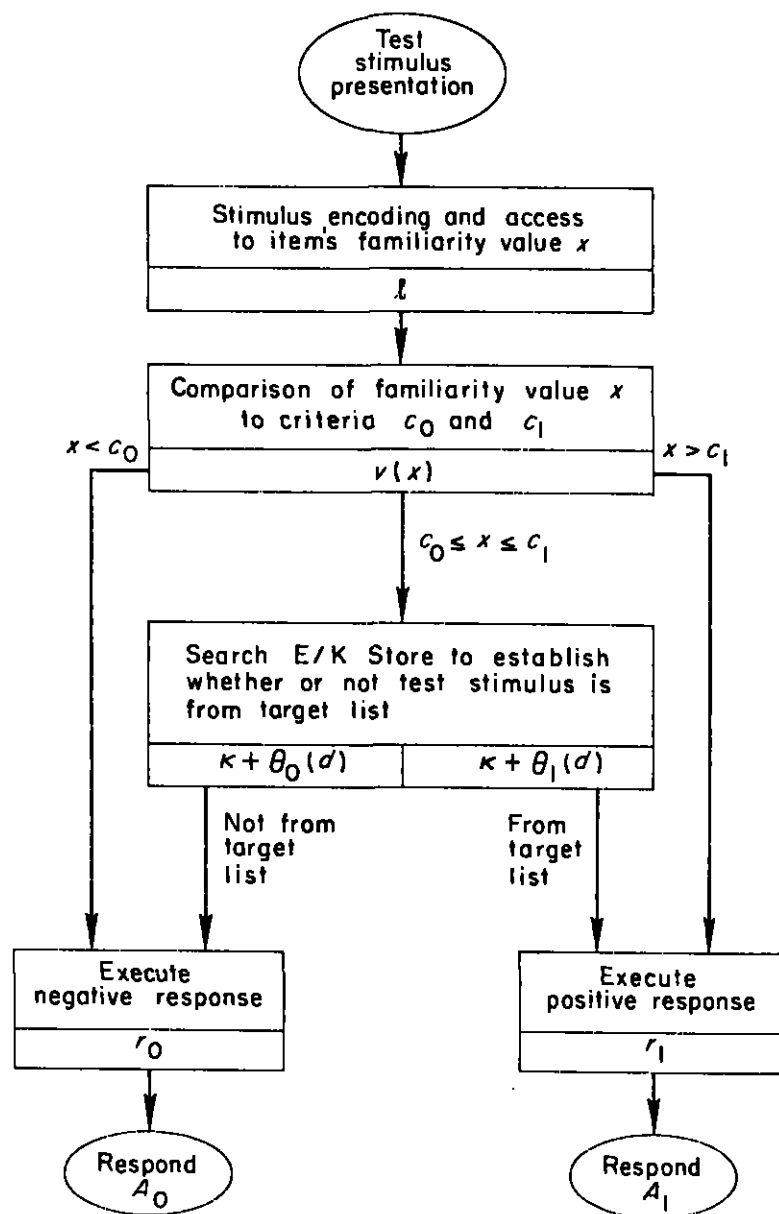 Test
stimulus
presentation
Stimulus encoding and access
to item's familiarity value x
ℓ
Comparison of familiarity value x
to criteria c₀ and c₁
x < c₀
x > c₁
v(x)
c₀ ≤ x ≤ c₁
Search E/K Store to establish
whether or not test stimulus is
from target list
κ + θ₀(d)
κ + θ₁(d)
Not from
target
list
From
target
list
Execute
negative response
r₀
Execute
positive response
r₁
Respond
A₀
Respond
A₁